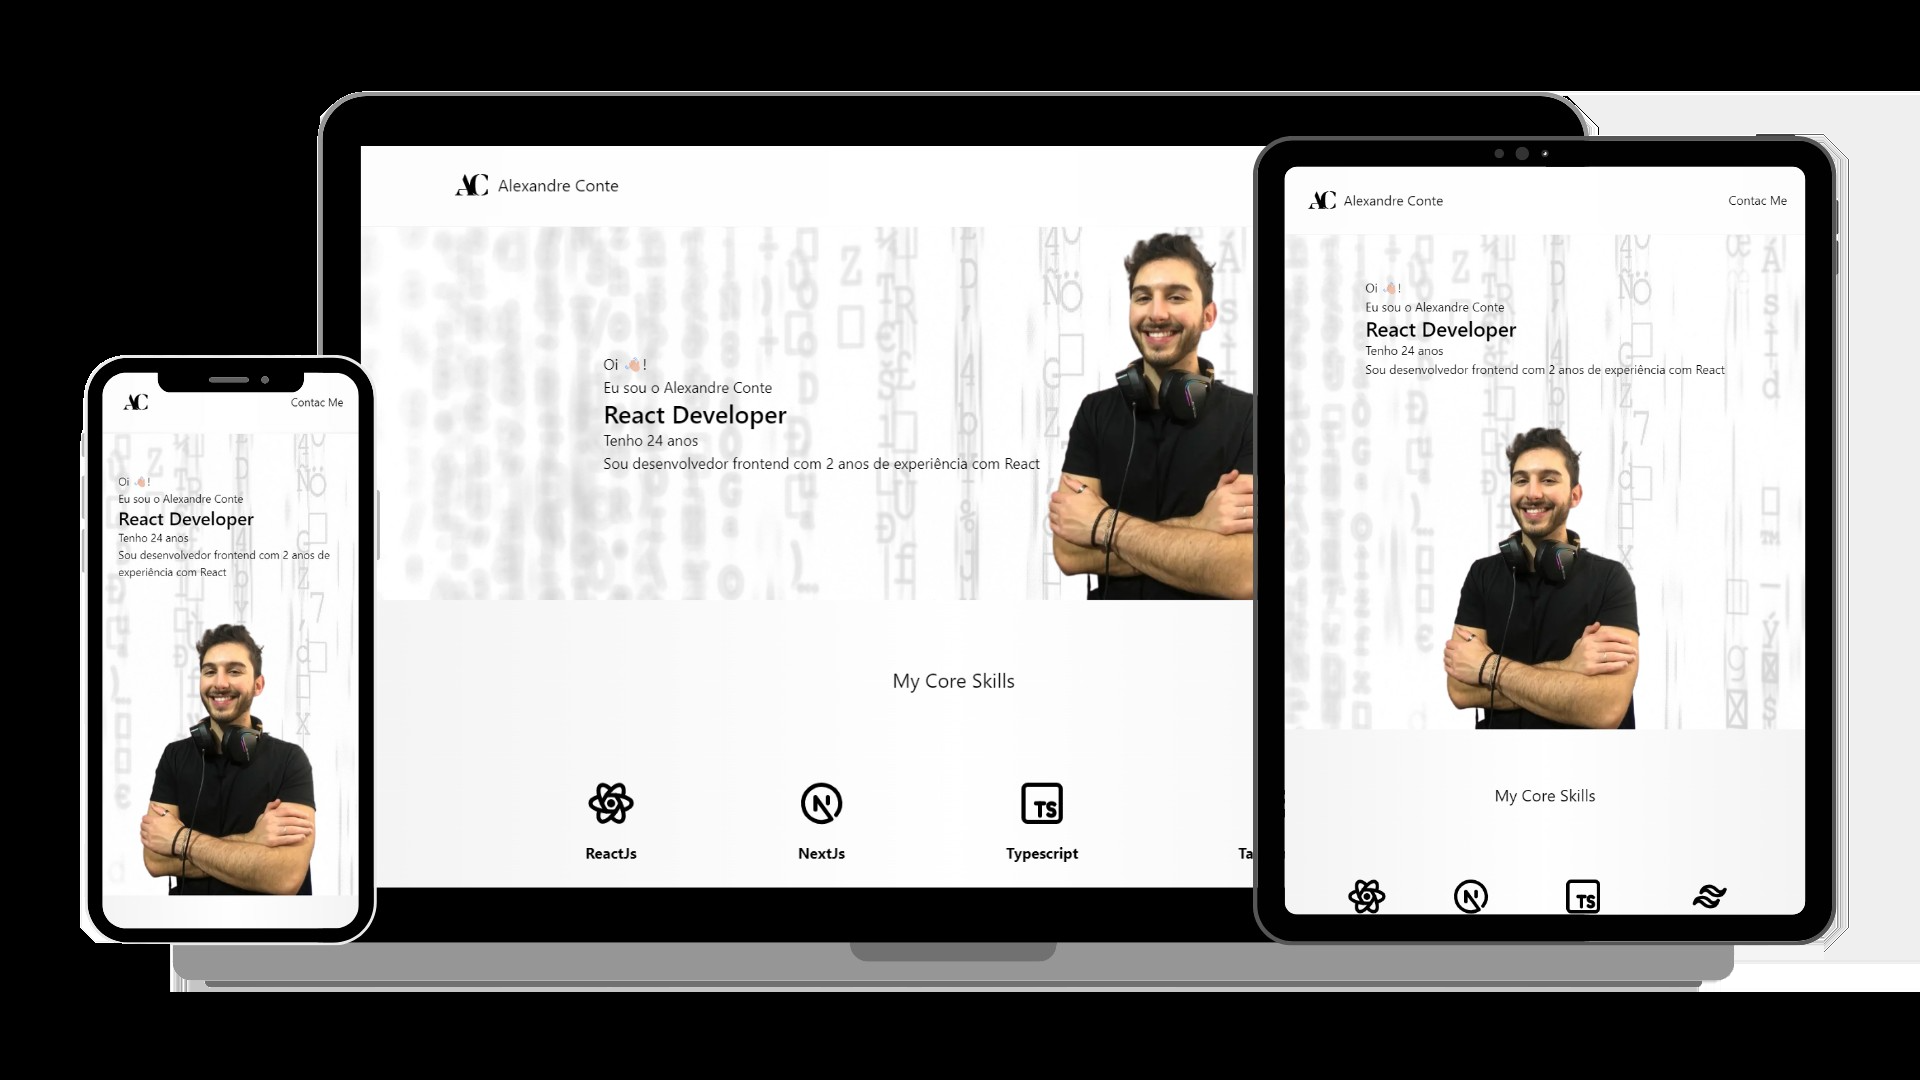 AC Alexandre Conte
Oi 👋🏼!
Eu sou o Alexandre Conte
React Developer
Tenho 24 anos
Sou desenvolvedor frontend com 2 anos de experiência com React
My Core Skills
TS
ReactJs NextJs Typescript Ta
AC Contac Me
Oi 👋🏼!
Eu sou o Alexandre Conte
React Developer
Tenho 24 anos
Sou desenvolvedor frontend com 2 anos de
experiência com React
AC Alexandre Conte Contac Me
Oi 👋🏼!
Eu sou o Alexandre Conte
React Developer
Tenho 24 anos
Sou desenvolvedor frontend com 2 anos de experiência com React
My Core Skills
TS